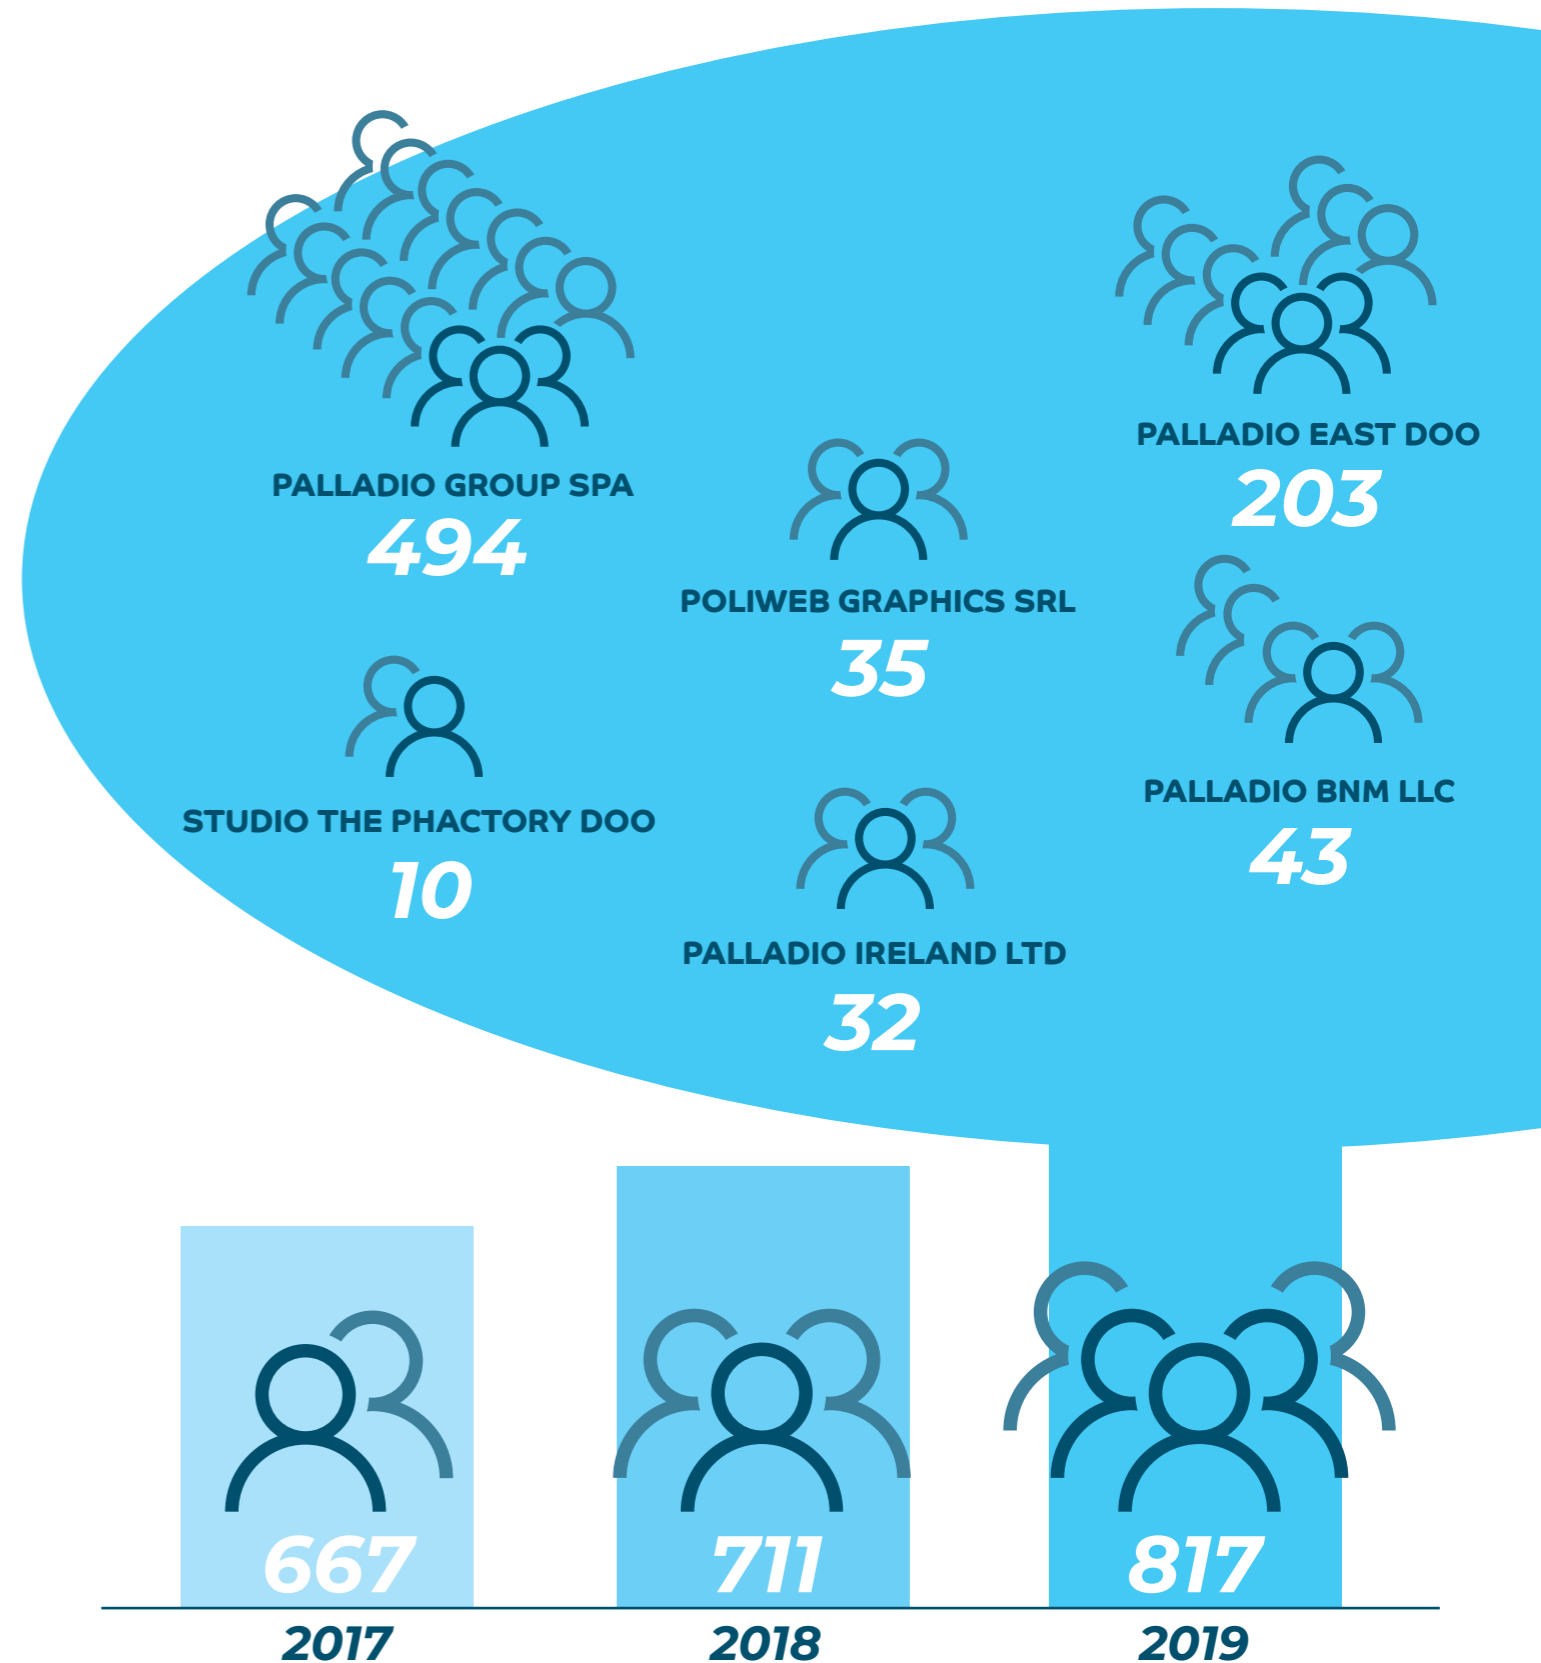 PALLADIO GROUP SPA
494
STUDIO THE PHACTORY DOO
10
POLIWEB GRAPHICS SRL
35
PALLADIO IRELAND LTD
32
PALLADIO EAST DOO
203
PALLADIO BNM LLC
43
667
711
817
2017
2018
2019